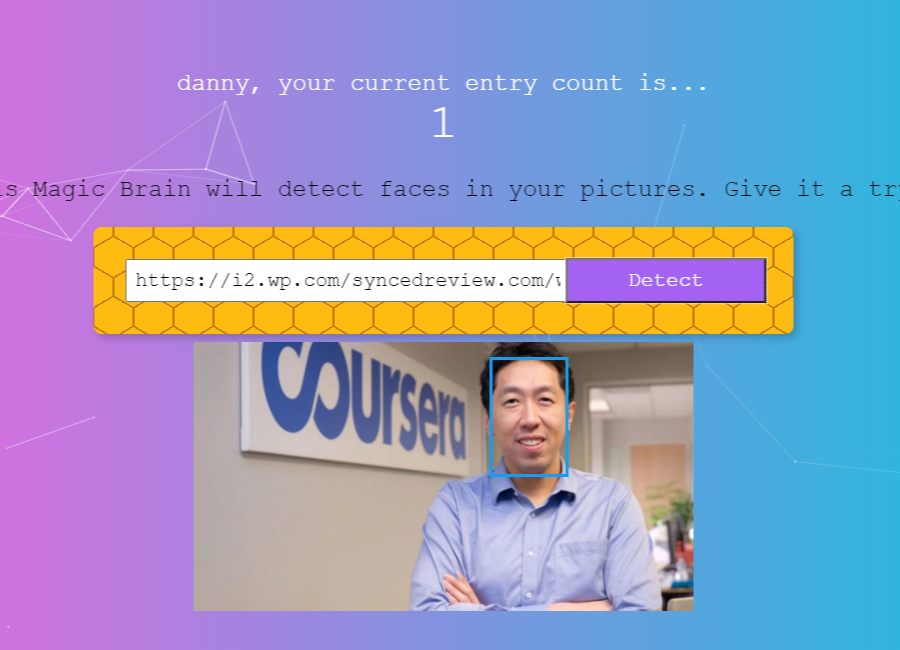 danny, your current entry count is...
1
s Magic Brain will detect faces in your pictures. Give it a tr
https://i2.wp.com/syncedreview.com/
Detect
coursera